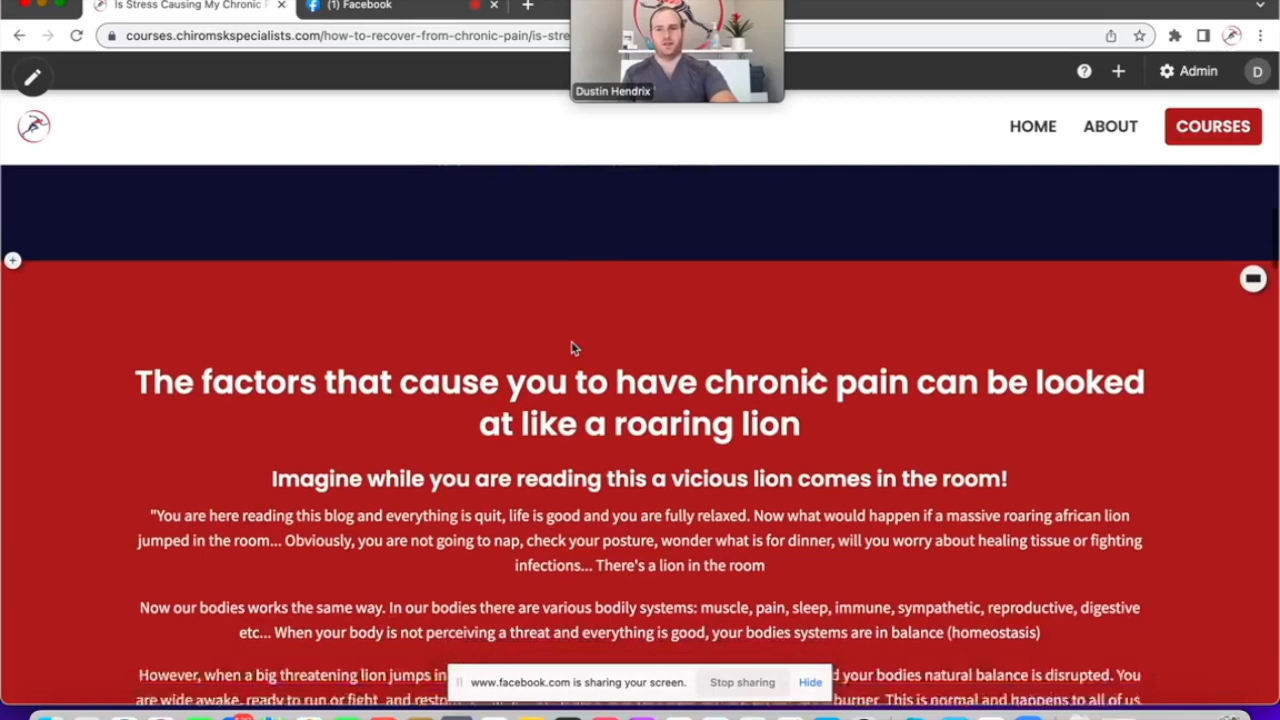 Is Stress Causing My Chronic
(1) Facebook
courses.chiromskspecialists.com/how-to-recover-from-chronic-pain/is-stre
Dustin Hendrix
Admin
D
HOME
ABOUT
COURSES
The factors that cause you to have chronic pain can be looked
at like a roaring lion
Imagine while you are reading this a vicious lion comes in the room!
"You are here reading this blog and everything is quit, life is good and you are fully relaxed. Now what would happen if a massive roaring african lion
jumped in the room... Obviously, you are not going to nap, check your posture, wonder what is for dinner, will you worry about healing tissue or fighting
infections... There's a lion in the room
Now our bodies works the same way. In our bodies there are various bodily systems: muscle, pain, sleep, immune, sympathetic, reproductive, digestive
etc... When your body is not perceiving a threat and everything is good, your bodies systems are in balance (homeostasis)
However, when a big threatening lion jumps in
d your bodies natural balance is disrupted. You
www.facebook.com is sharing your screen.
Stop sharing
Hide
are wide awake, ready to run or fight, and rest
burner. This is normal and happens to all of us